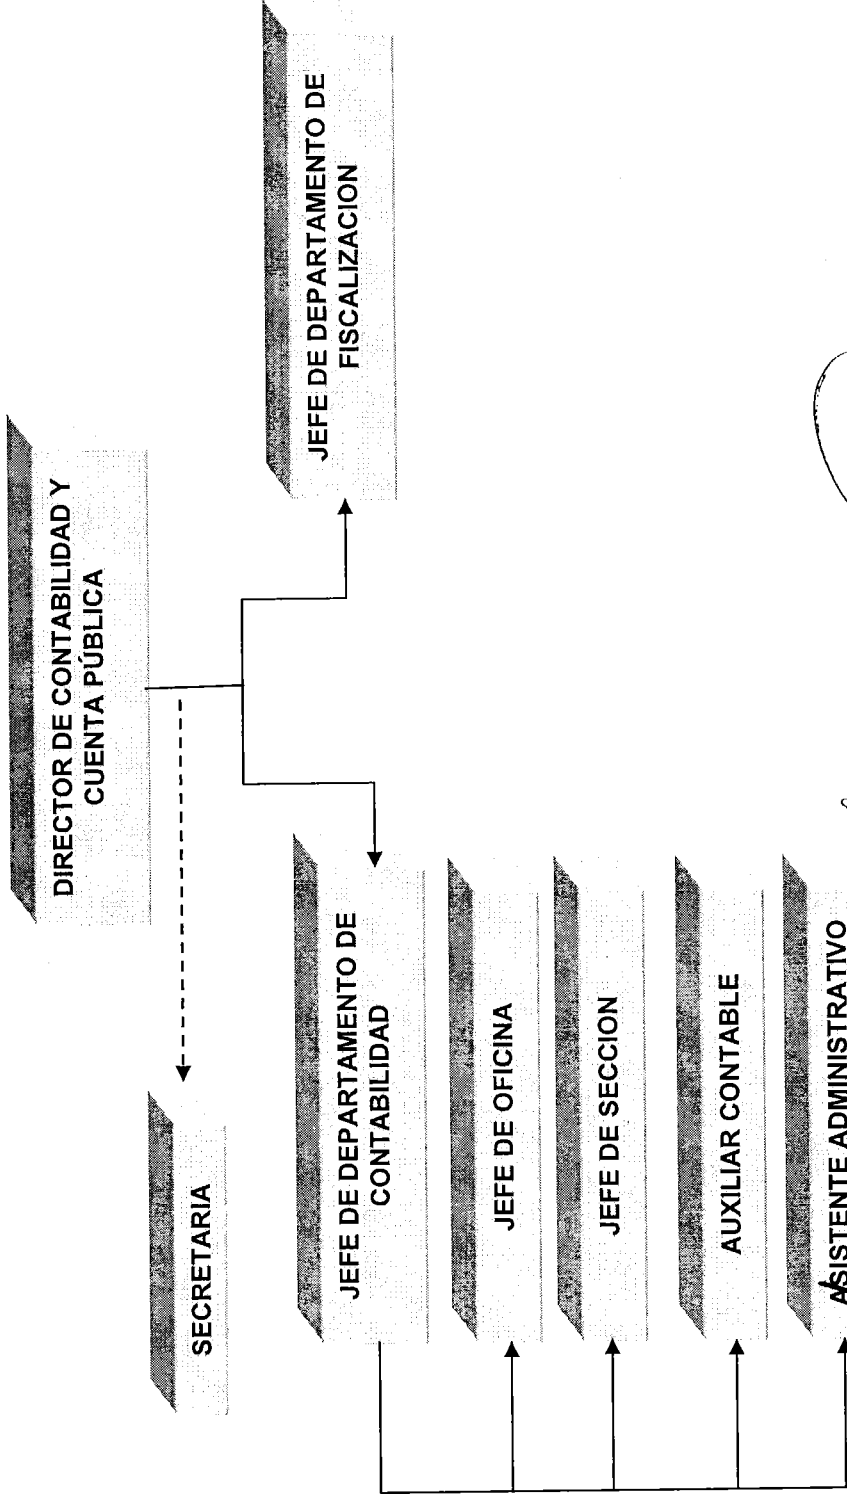 DIRECTOR DE CONTABILIDAD Y
CUENTA PÚBLICA
SECRETARIA
JEFE DE DEPARTAMENTO DE
CONTABILIDAD
JEFE DE DEPARTAMENTO DE
FISCALIZACION
JEFE DE OFICINA
JEFE DE SECCION
AUXILIAR CONTABLE
ASISTENTE ADMINISTRATIVO